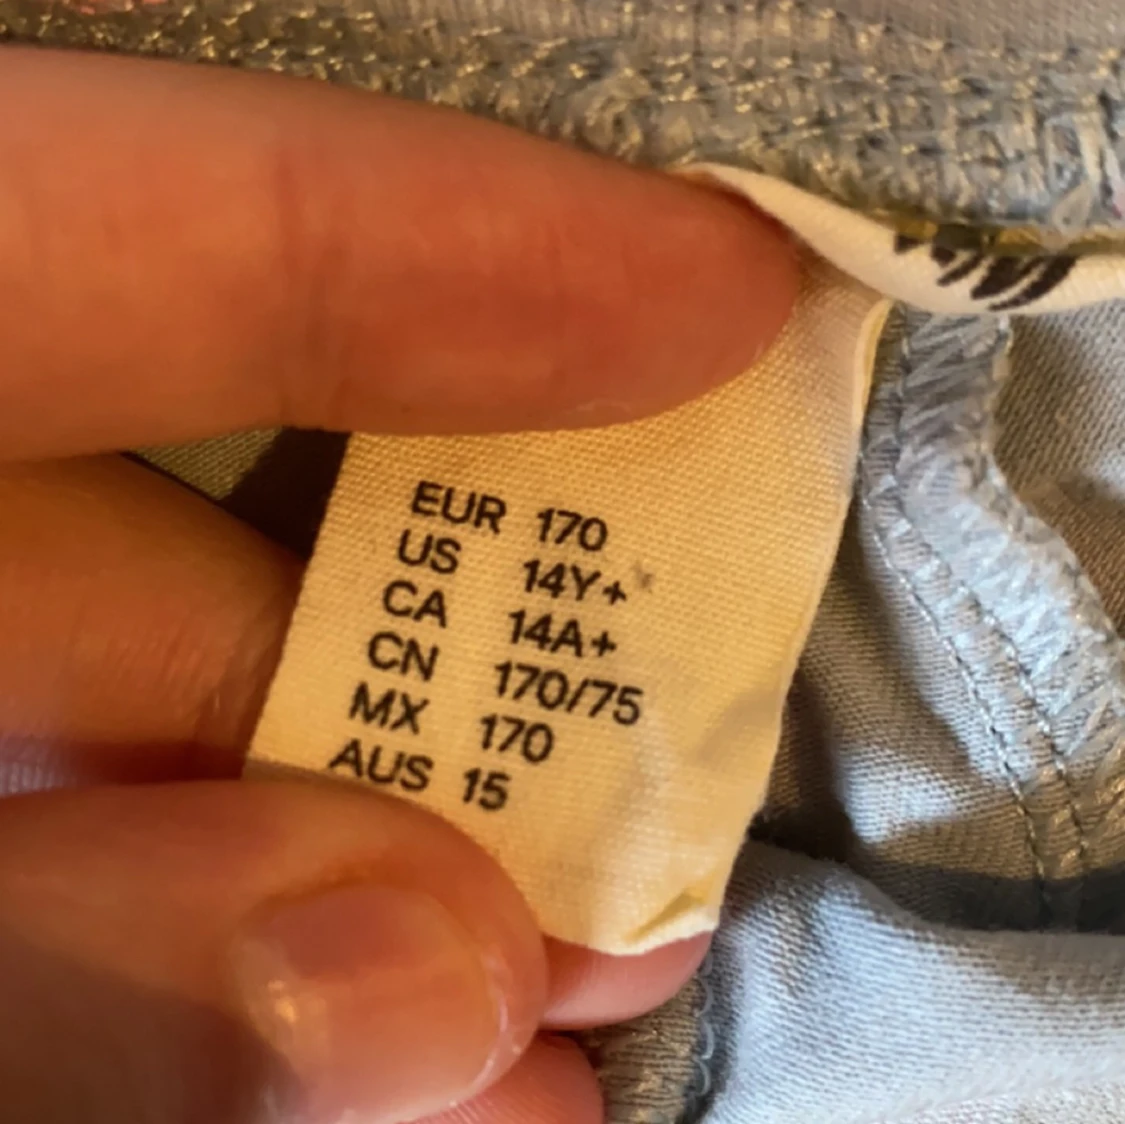 EUR 170
US 14Y+
CA 14A+
CN 170/75
MX 170
AUS 15